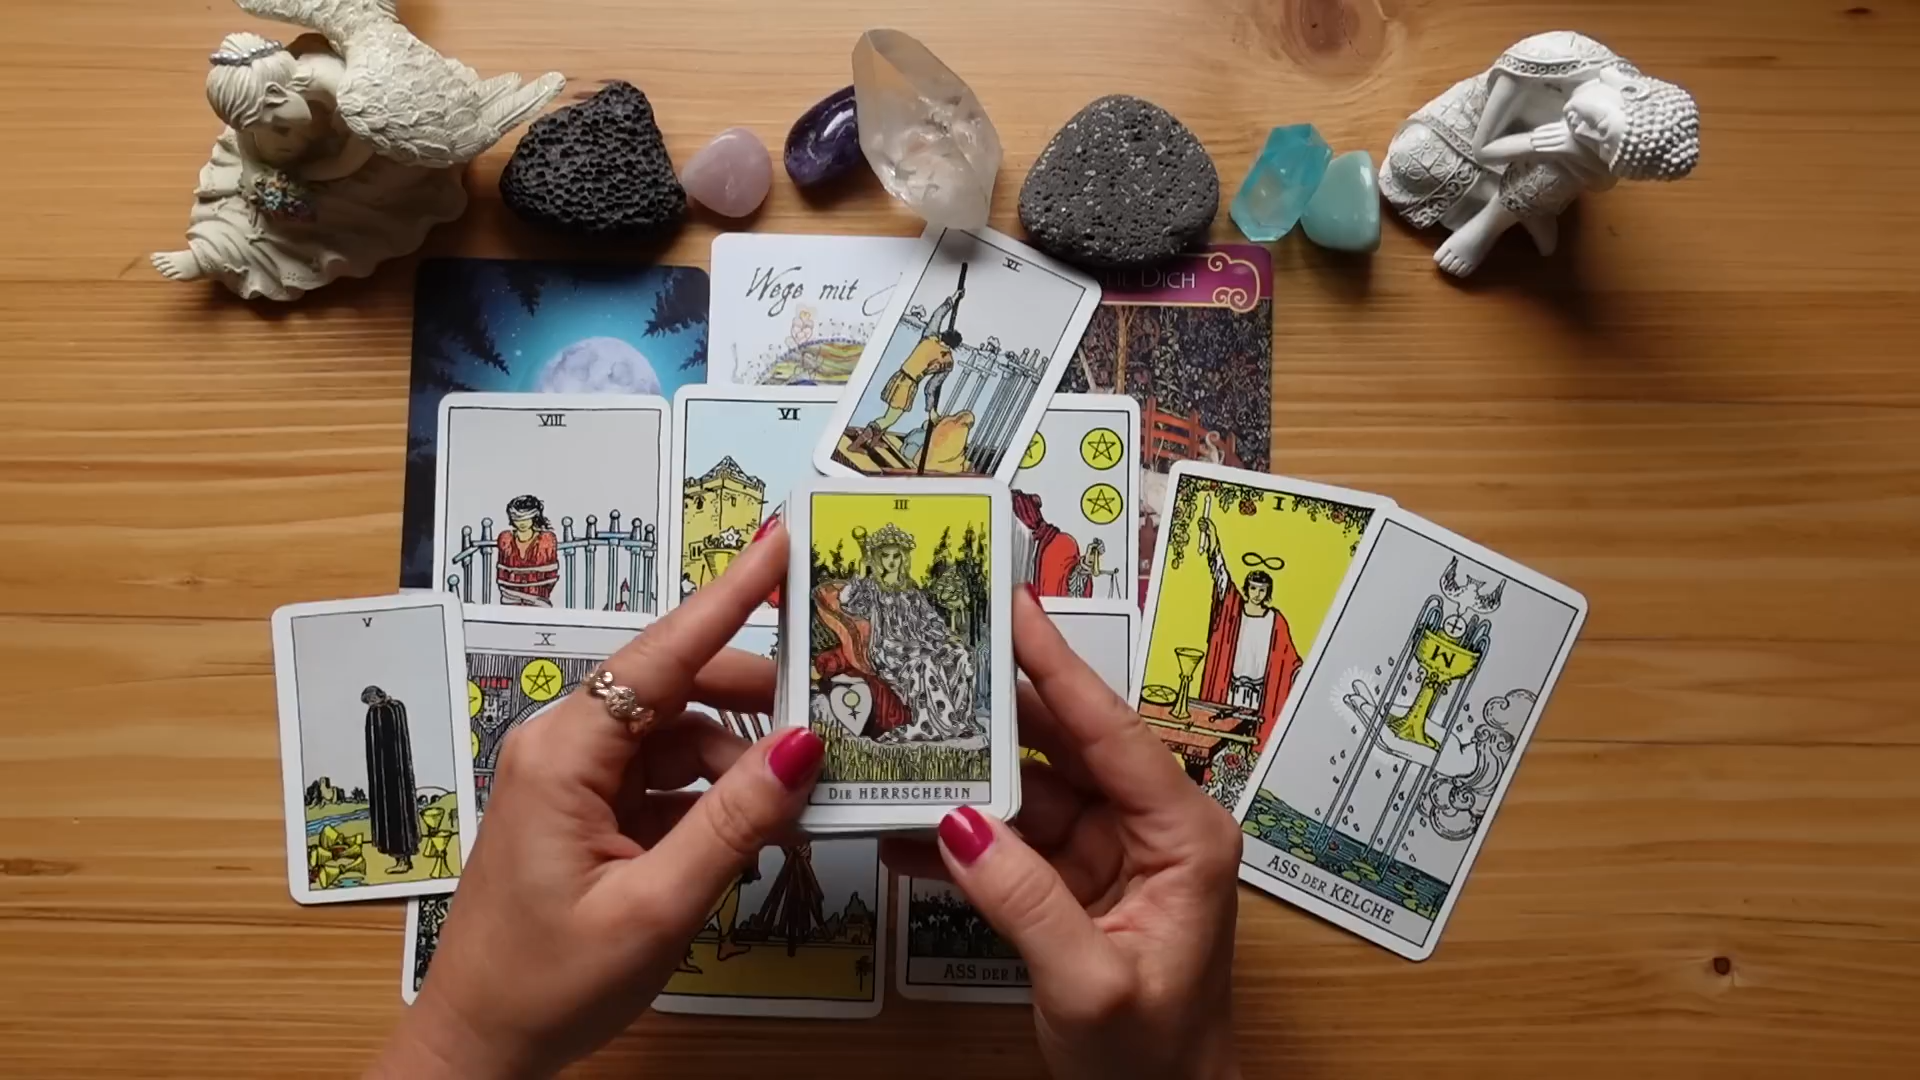 Wege mit
DICH
VI
VIII
VI
III
I
V
X
M
DIE HERRSCHERIN
ASS DER KELCHE
ASS DER M